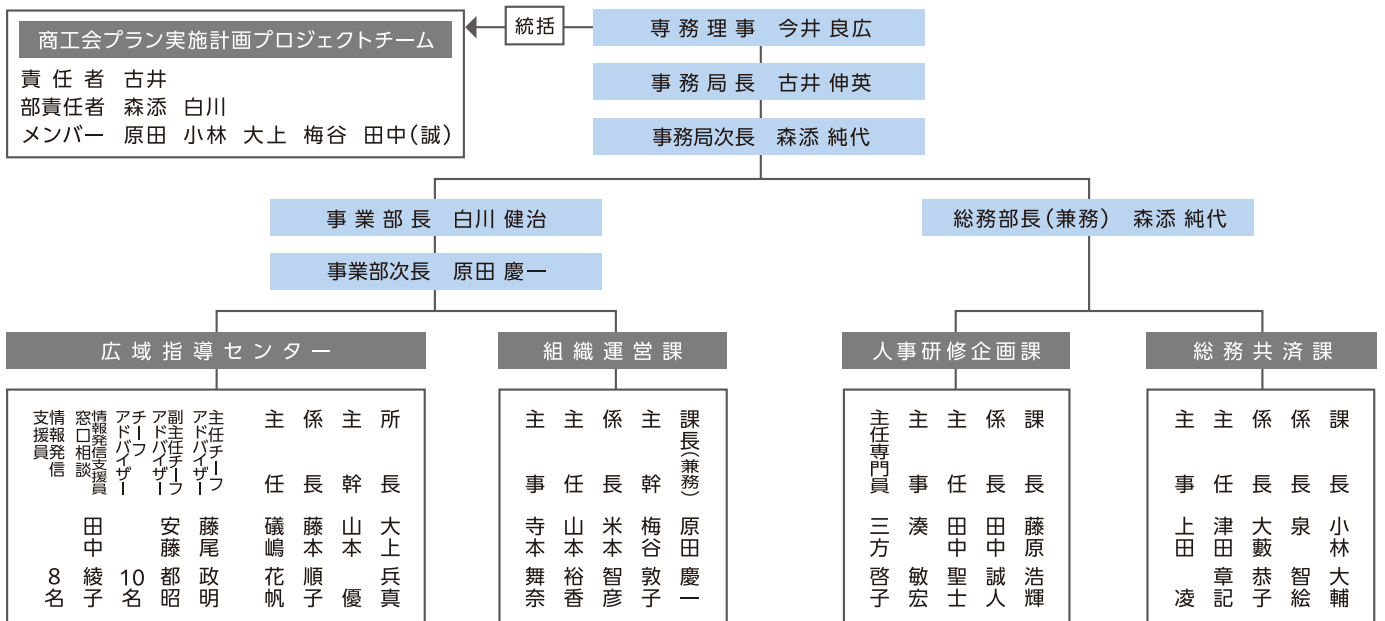 商工会プラン実施計画プロジェクトチーム
責任者 古井
部責任者 森添 白川
メンバー 原田 小林 大上 梅谷 田中(誠)
統括
専務理事 今井 良広
事務局長 古井 伸英
事務局次長 森添 純代
事業部長 白川 健治
事業部次長 原田 慶一
総務部長(兼務) 森添 純代
広域指導センター
所長 大上 兵真
主幹 山本 優
係長 藤本 順子
主任 礒嶋 花帆
主任チーフアドバイザー 藤尾 政明
副主任チーフアドバイザー 安藤 都昭
チーフアドバイザー 10名
情報発信支援員窓口相談 田中 綾子
情報発信支援員 8名
組織運営課
課長(兼務) 原田 慶一
主幹 梅谷 敦子
係長 米本 智彦
主任 山本 裕香
主事 寺本 舞奈
人事研修企画課
課長 藤原 浩輝
係長 田中 誠人
主任 田中 聖士
主事 湊 敏宏
主任専門員 三方 啓子
総務共済課
課長 小林 大輔
係長 泉 智絵
係長 大藪 恭子
主任 津田 章記
主事 上田 凌